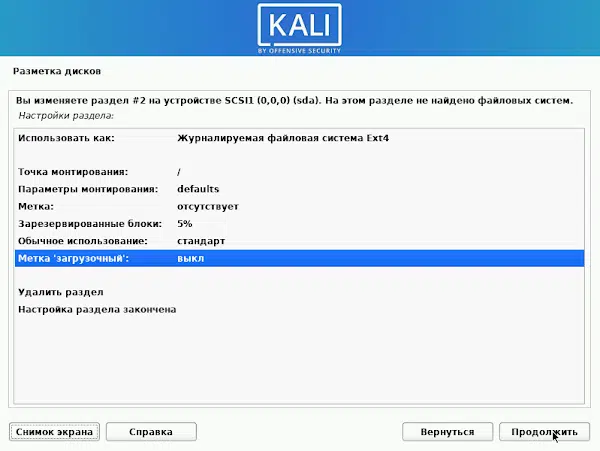 KALI
BY OFFENSIVE SECURITY
Разметка дисков
Вы изменяете раздел #2 на устройстве SCSI1 (0,0,0) (sda). На этом разделе не найдено файловых систем.
Настройки раздела:
Использовать как: Журналируемая файловая система Ext4
Точка монтирования: /
Параметры монтирования: defaults
Метка: отсутствует
Зарезервированные блоки: 5%
Обычное использование: стандарт
Метка 'загрузочный': выкл
Удалить раздел
Настройка раздела закончена
Снимок экрана Справка Вернуться Продолжить